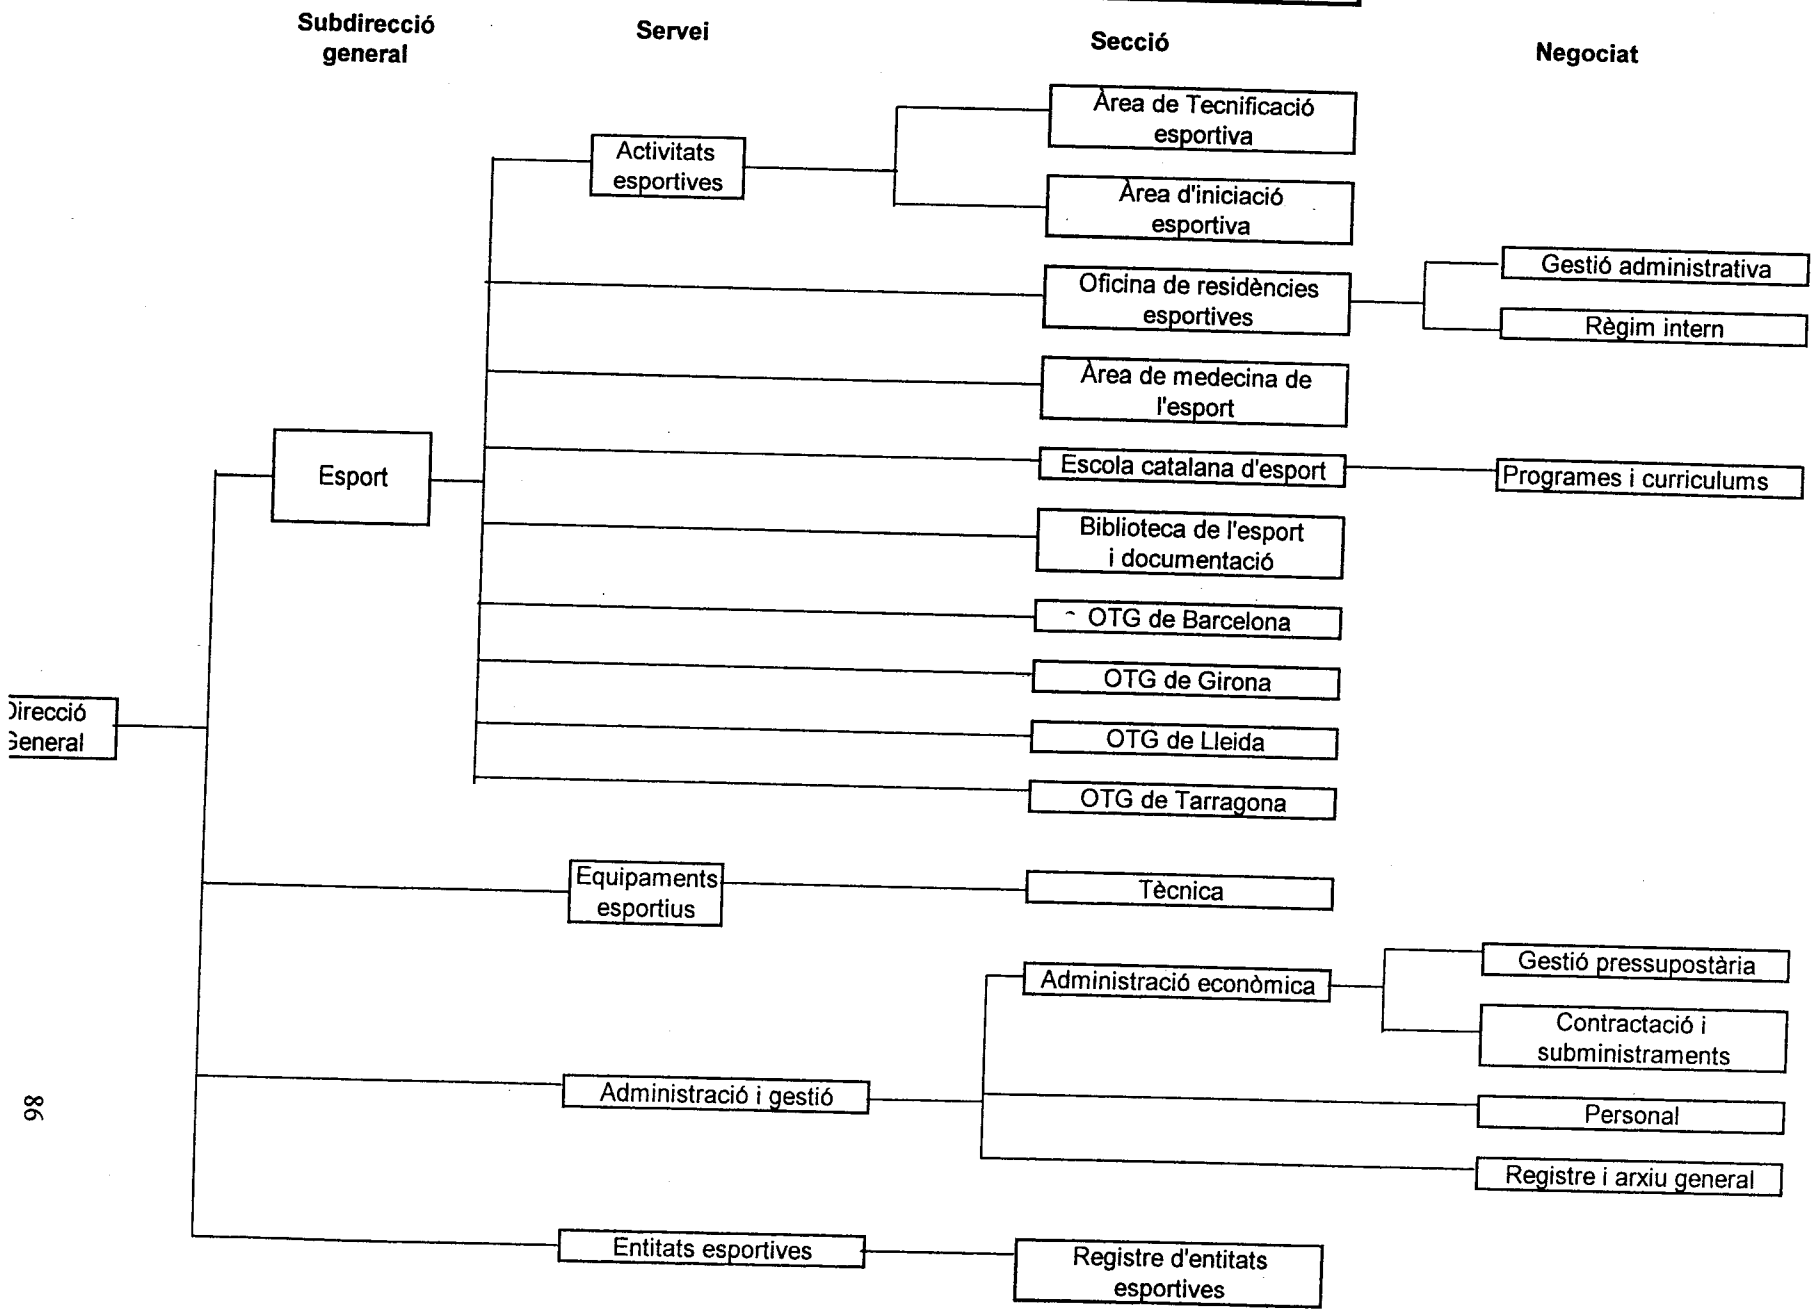 Subdirecció
general
Servei
Secció
Negociat
Àrea de Tecnificació
esportiva
Activitats
esportives
Àrea d'iniciació
esportiva
Gestió administrativa
Oficina de residències
esportives
Règim intern
Àrea de medecina de
l'esport
Esport
Escola catalana d'esport
Programes i curriculums
Biblioteca de l'esport
i documentació
OTG de Barcelona
OTG de Girona
Direcció
General
OTG de Lleida
OTG de Tarragona
Equipaments
esportius
Tècnica
Gestió pressupostària
Administració econòmica
Contractació i
subministraments
Administració i gestió
Personal
86
Registre i arxiu general
Entitats esportives
Registre d'entitats
esportives